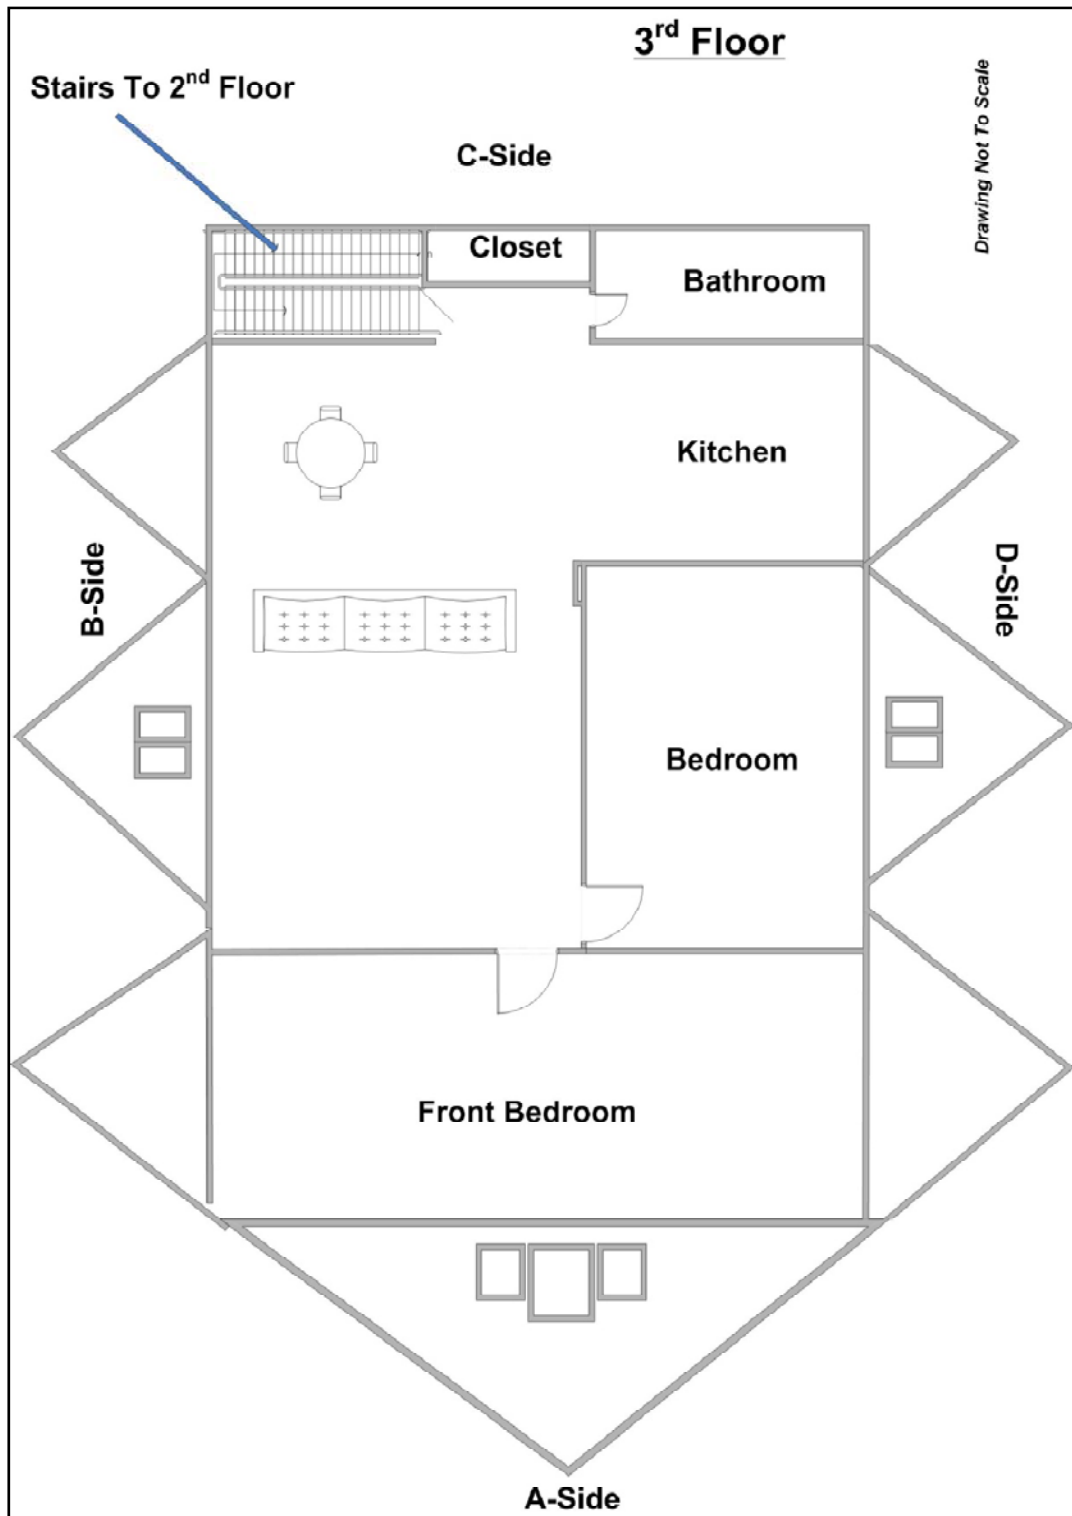 3rd Floor
Stairs To 2nd Floor
Drawing Not To Scale
C-Side
Closet
Bathroom
Kitchen
B-Side
D-Side
Bedroom
Front Bedroom
A-Side